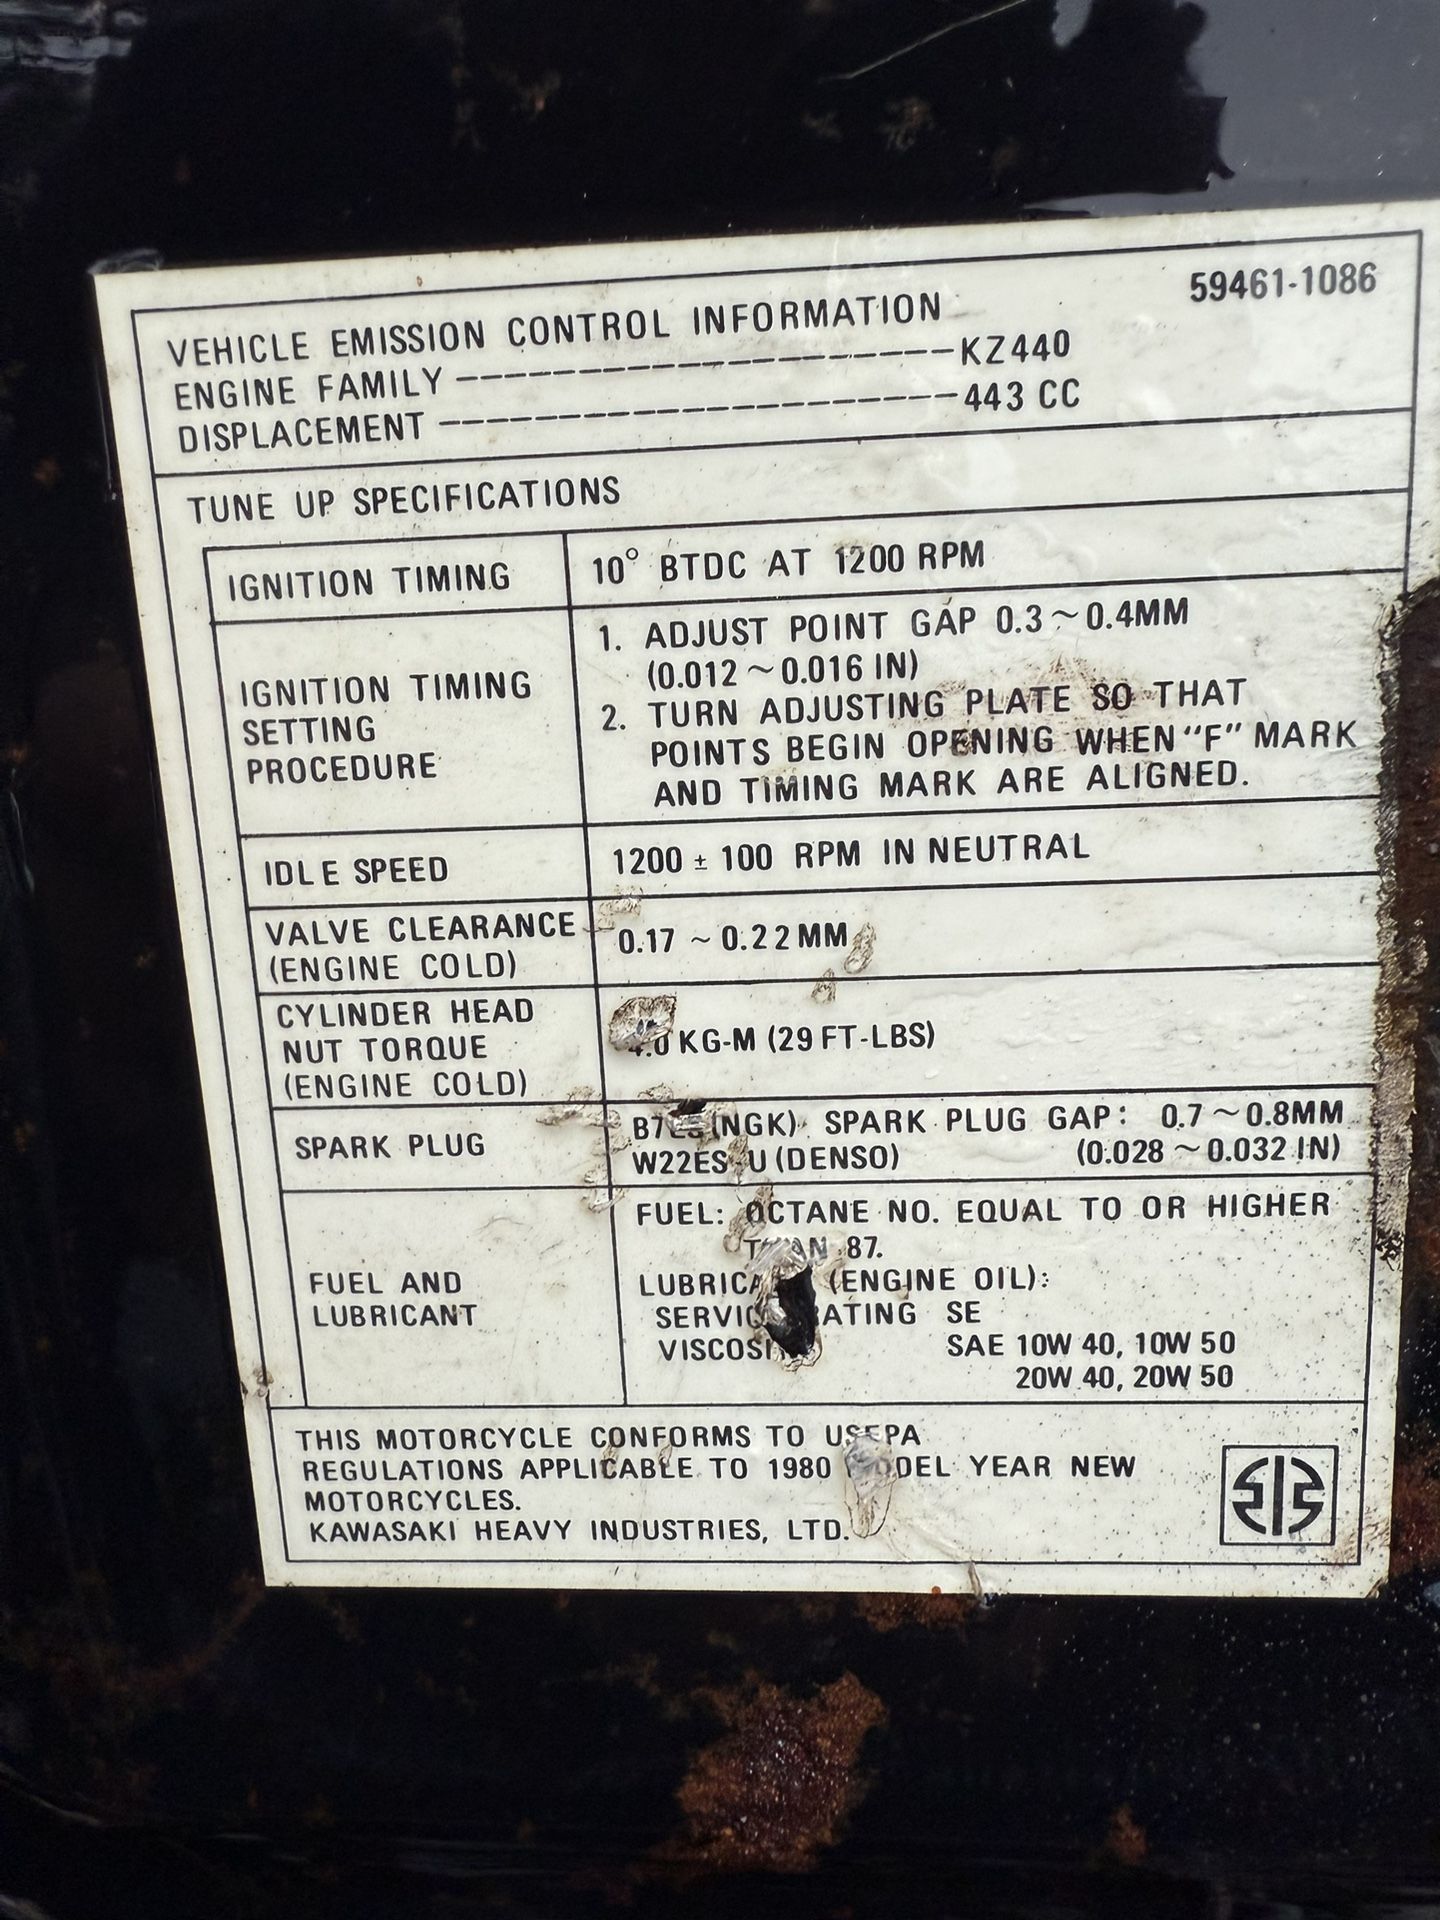 59461-1086
VEHICLE EMISSION CONTROL INFORMATION
ENGINE FAMILY -------------------- KZ440
DISPLACEMENT --------------------- 443 CC
TUNE UP SPECIFICATIONS
IGNITION TIMING
10° BTDC AT 1200 RPM
IGNITION TIMING
SETTING
PROCEDURE
1. ADJUST POINT GAP 0.3 ~ 0.4MM
(0.012 ~ 0.016 IN)
2. TURN ADJUSTING PLATE SO THAT
POINTS BEGIN OPENING WHEN "F" MARK
AND TIMING MARK ARE ALIGNED.
IDLE SPEED
1200 ± 100 RPM IN NEUTRAL
VALVE CLEARANCE
(ENGINE COLD)
0.17 ~ 0.22MM
CYLINDER HEAD
NUT TORQUE
(ENGINE COLD)
4.0 KG-M (29 FT-LBS)
SPARK PLUG
(NGK) SPARK PLUG GAP: 0.7 ~ 0.8MM
W22ES-U (DENSO) (0.028 ~ 0.032 IN)
FUEL AND
LUBRICANT
FUEL: OCTANE NO. EQUAL TO OR HIGHER
THAN 87.
(ENGINE OIL):
SE
SAE 10W 40, 10W 50
20W 40, 20W 50
THIS MOTORCYCLE CONFORMS TO USEPA
REGULATIONS APPLICABLE TO 1980 MODEL YEAR NEW
MOTORCYCLES.
KAWASAKI HEAVY INDUSTRIES, LTD.